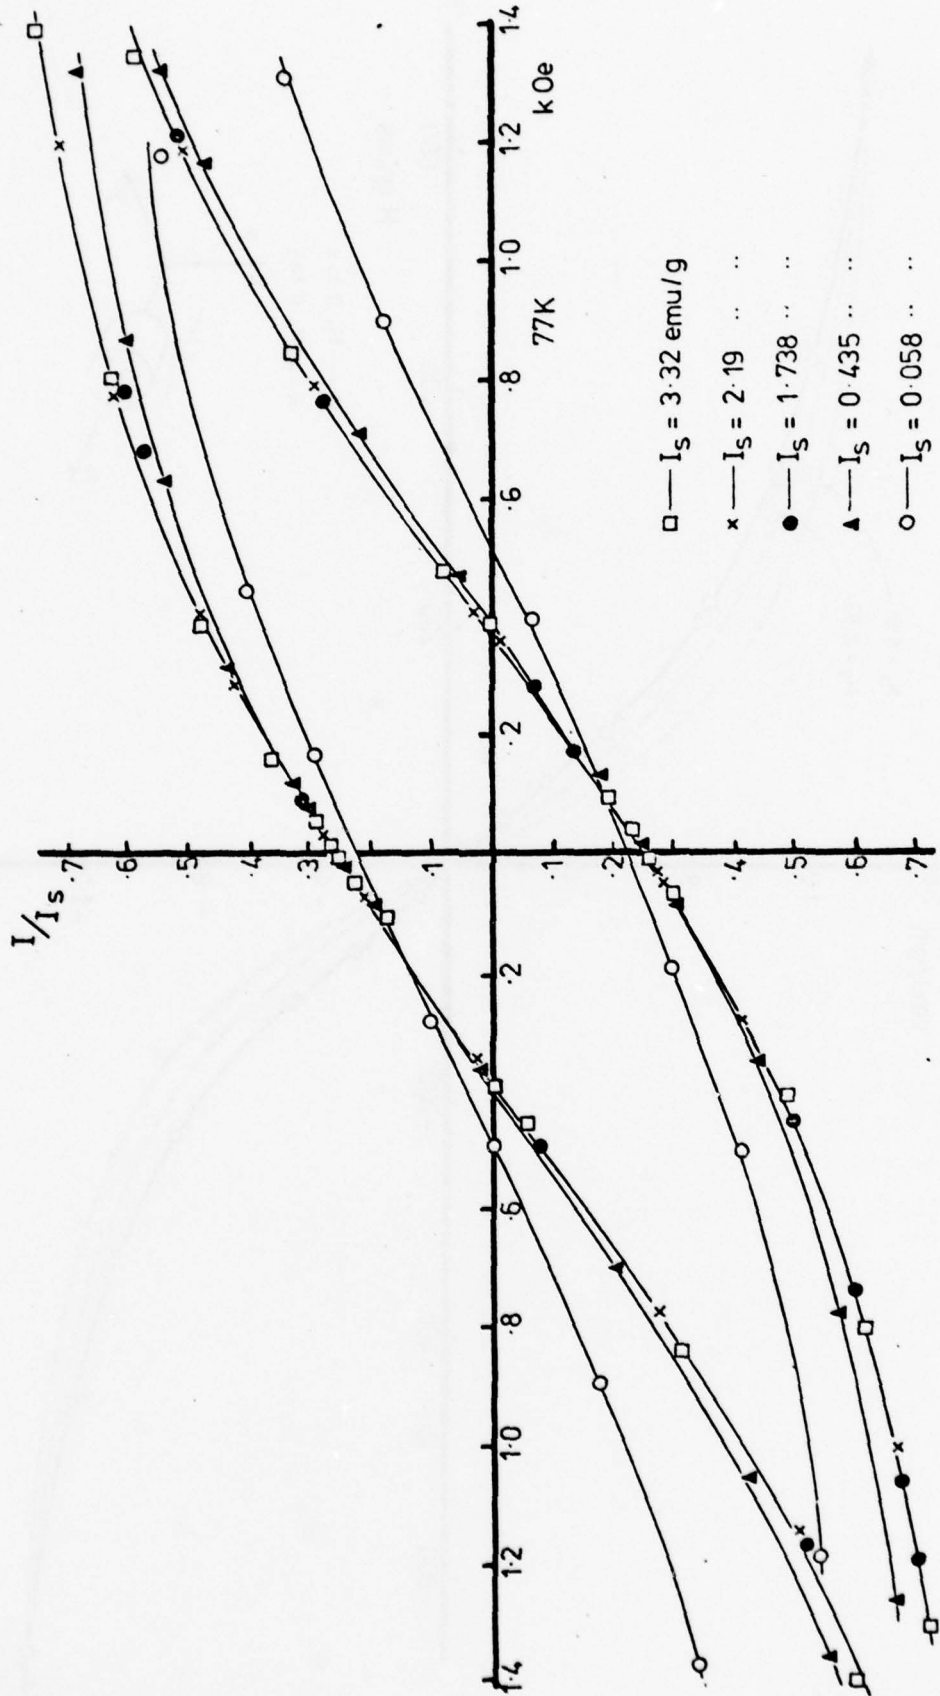 I/Is
.7 .6 .5 .4 .3 .1
.1 .2 .3 .4 .5 .6 .7
1·4 1·2 1·0 .8 .6 .2
.2 .6 .8 1·0 1·2 1·4
kOe
77K
□—Is = 3·32 emu/g
×—Is = 2·19 .. ..
●—Is = 1·738 .. ..
▲—Is = 0·435 .. ..
○—Is = 0·058 .. ..